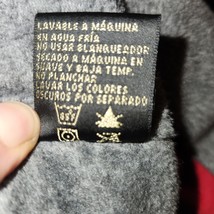 LAVABLE A MÁQUINA
EN AGUA FRÍA
NO USAR BLANQUEADOR
SECADO A MÁQUINA EN
SUAVE Y BAJA TEMP.
NO PLANCHAR
LAVAR LOS COLORES
OSCUROS POR SEPARADO